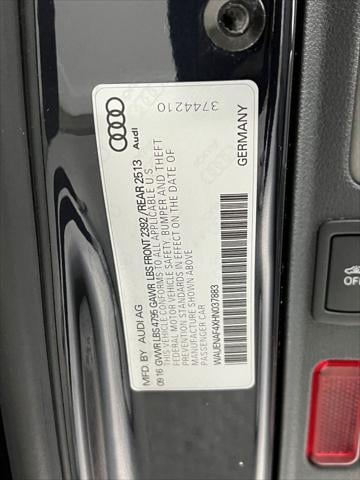 3744210
Audi
MFD. BY AUDI AG
09 16 GVWR LBS 4795 GAWR LBS FRONT 2392 /REAR 2513
THIS VEHICLE CONFORMS TO ALL APPLICABLE U.S.
FEDERAL MOTOR VEHICLE SAFETY, BUMPER AND THEFT
PREVENTION STANDARDS IN EFFECT ON THE DATE OF
MANUFACTURE SHOWN ABOVE
PASSENGER CAR
WAUENAF4XHN037883
GERMANY
OFF